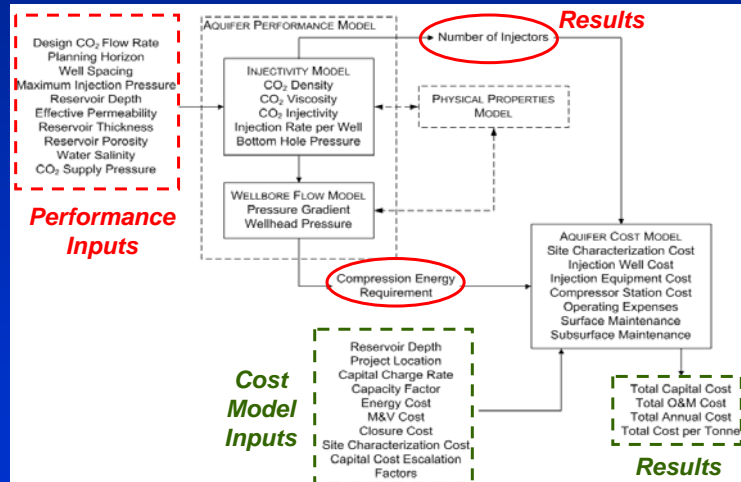 Results
AQUIFER PERFORMANCE MODEL
Number of Injectors
Design CO₂ Flow Rate
Planning Horizon
Well Spacing
Maximum Injection Pressure
Reservoir Depth
Effective Permeability
Reservoir Thickness
Reservoir Porosity
Water Salinity
CO₂ Supply Pressure
Performance
Inputs
INJECTIVITY MODEL
CO₂ Density
CO₂ Viscosity
CO₂ Injectivity
Injection Rate per Well
Bottom Hole Pressure
PHYSICAL PROPERTIES
MODEL
WELLBORE FLOW MODEL
Pressure Gradient
Wellhead Pressure
Compression Energy
Requirement
AQUIFER COST MODEL
Site Characterization Cost
Injection Well Cost
Injection Equipment Cost
Compressor Station Cost
Operating Expenses
Surface Maintenance
Subsurface Maintenance
Cost
Model
Inputs
Reservoir Depth
Project Location
Capital Charge Rate
Capacity Factor
Energy Cost
M&V Cost
Closure Cost
Site Characterization Cost
Capital Cost Escalation
Factors
Total Capital Cost
Total O&M Cost
Total Annual Cost
Total Cost per Tonne
Results